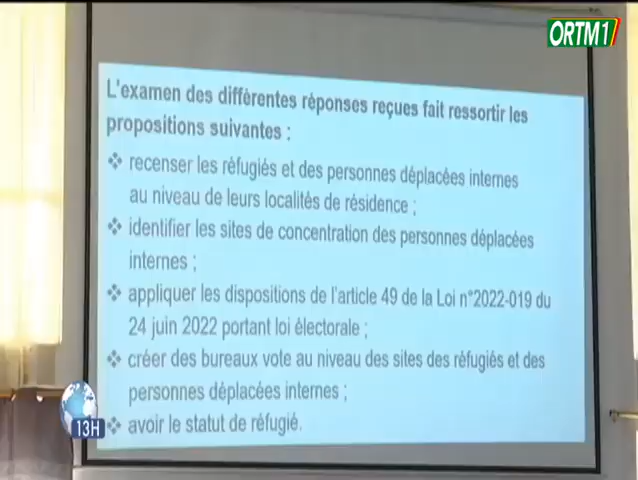 ORTM1
L'examen des différentes réponses reçues fait ressortir les
propositions suivantes :
❖ recenser les réfugiés et des personnes déplacées internes
au niveau de leurs localités de résidence ;
❖ identifier les sites de concentration des personnes déplacées
internes ;
❖ appliquer les dispositions de l'article 49 de la Loi n°2022-019 du
24 juin 2022 portant loi électorale ;
❖ créer des bureaux vote au niveau des sites des réfugiés et des
personnes déplacées internes ;
❖ avoir le statut de réfugié.
13H